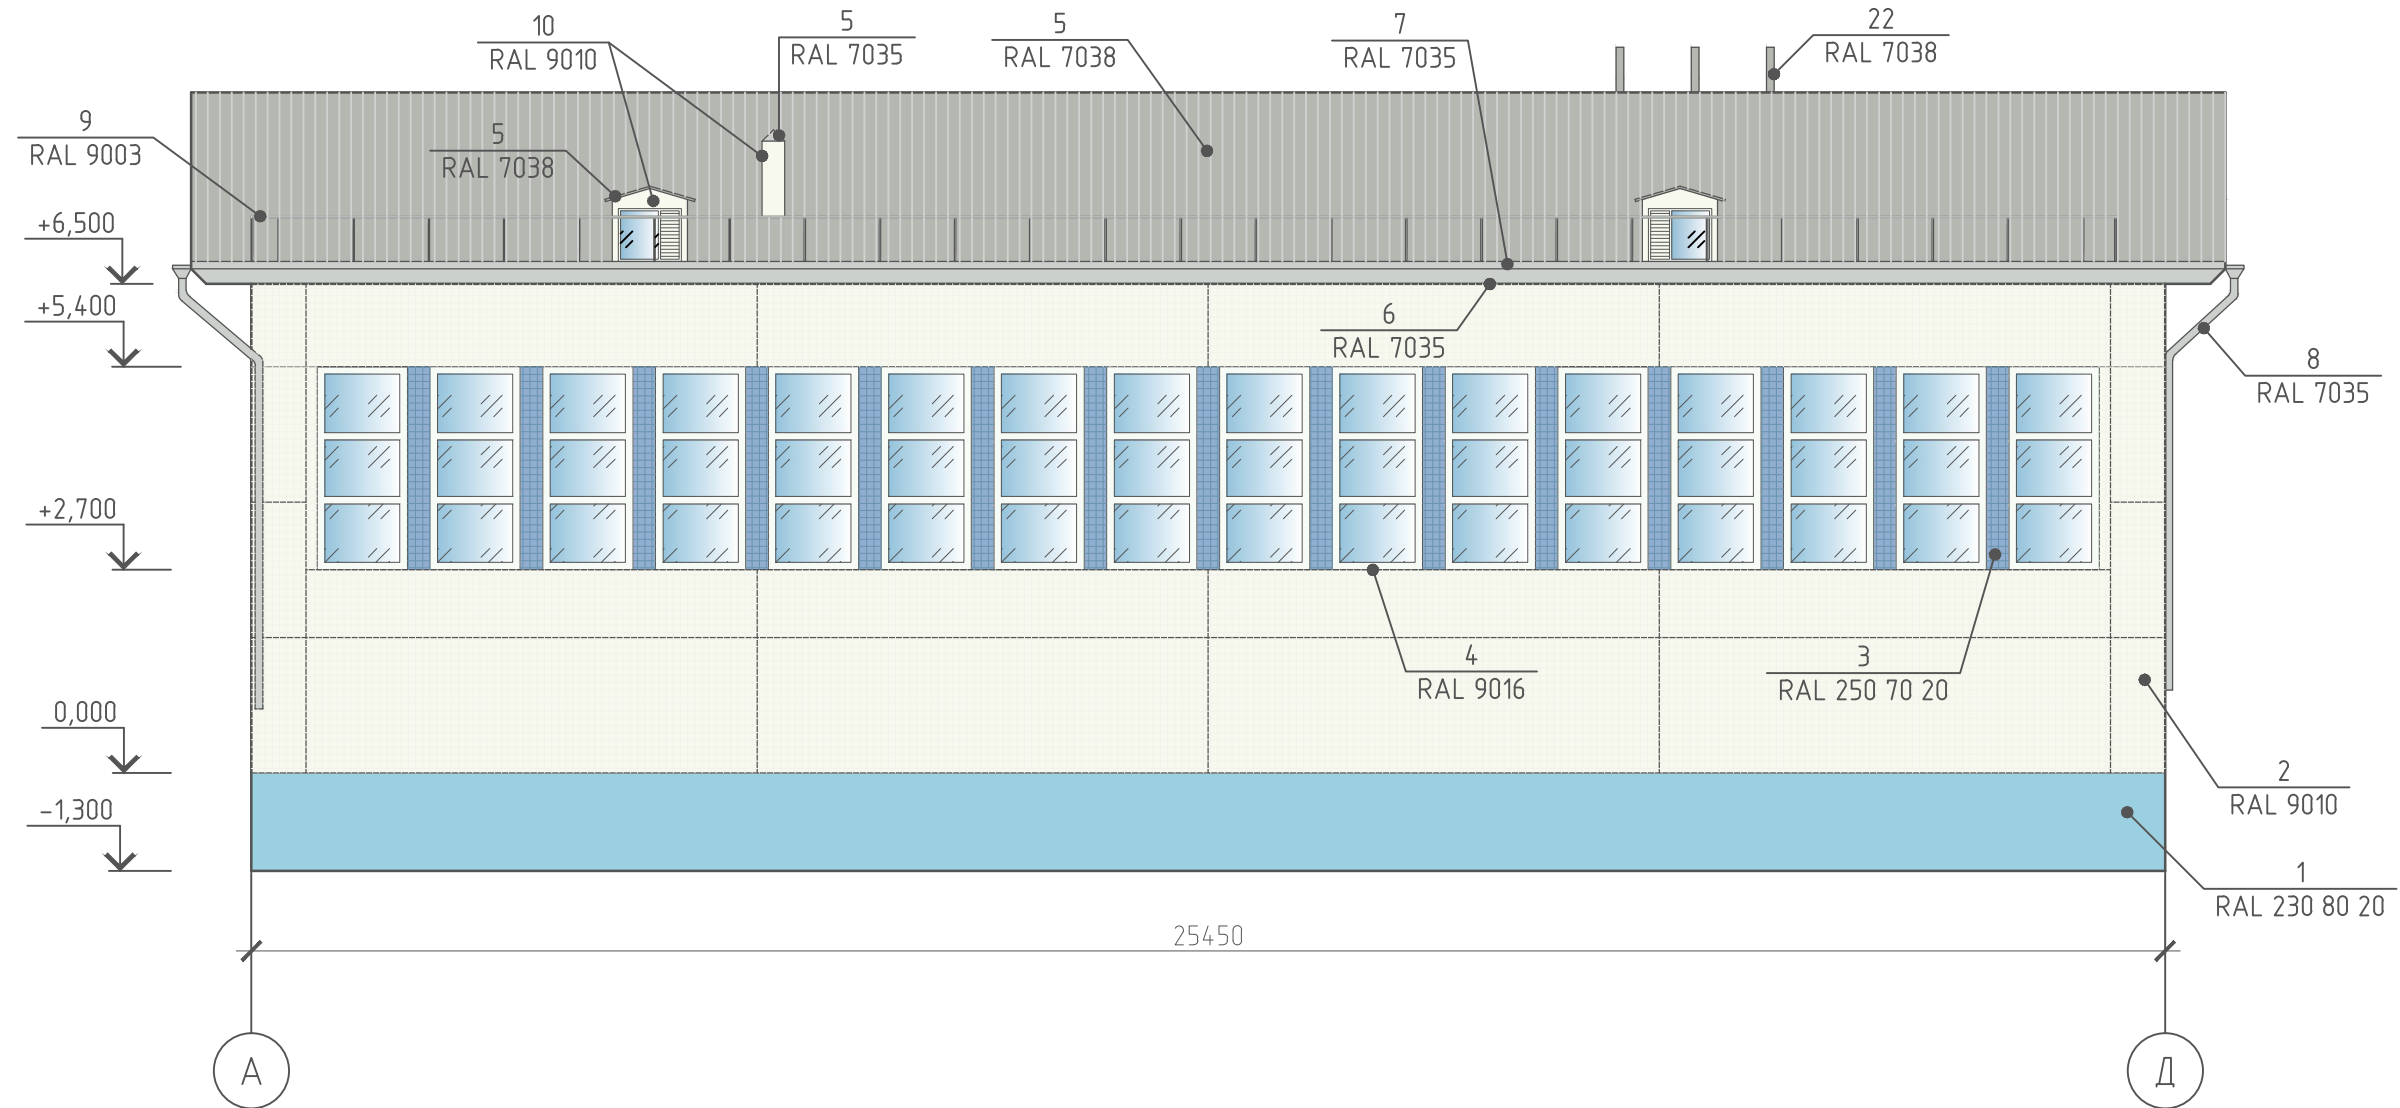 10
RAL 9010
5
RAL 7035
5
RAL 7038
7
RAL 7035
22
RAL 7038
9
RAL 9003
5
RAL 7038
+6,500
+5,400
6
RAL 7035
8
RAL 7035
+2,700
4
RAL 9016
3
RAL 250 70 20
0,000
2
RAL 9010
-1,300
1
RAL 230 80 20
25450
А
Д